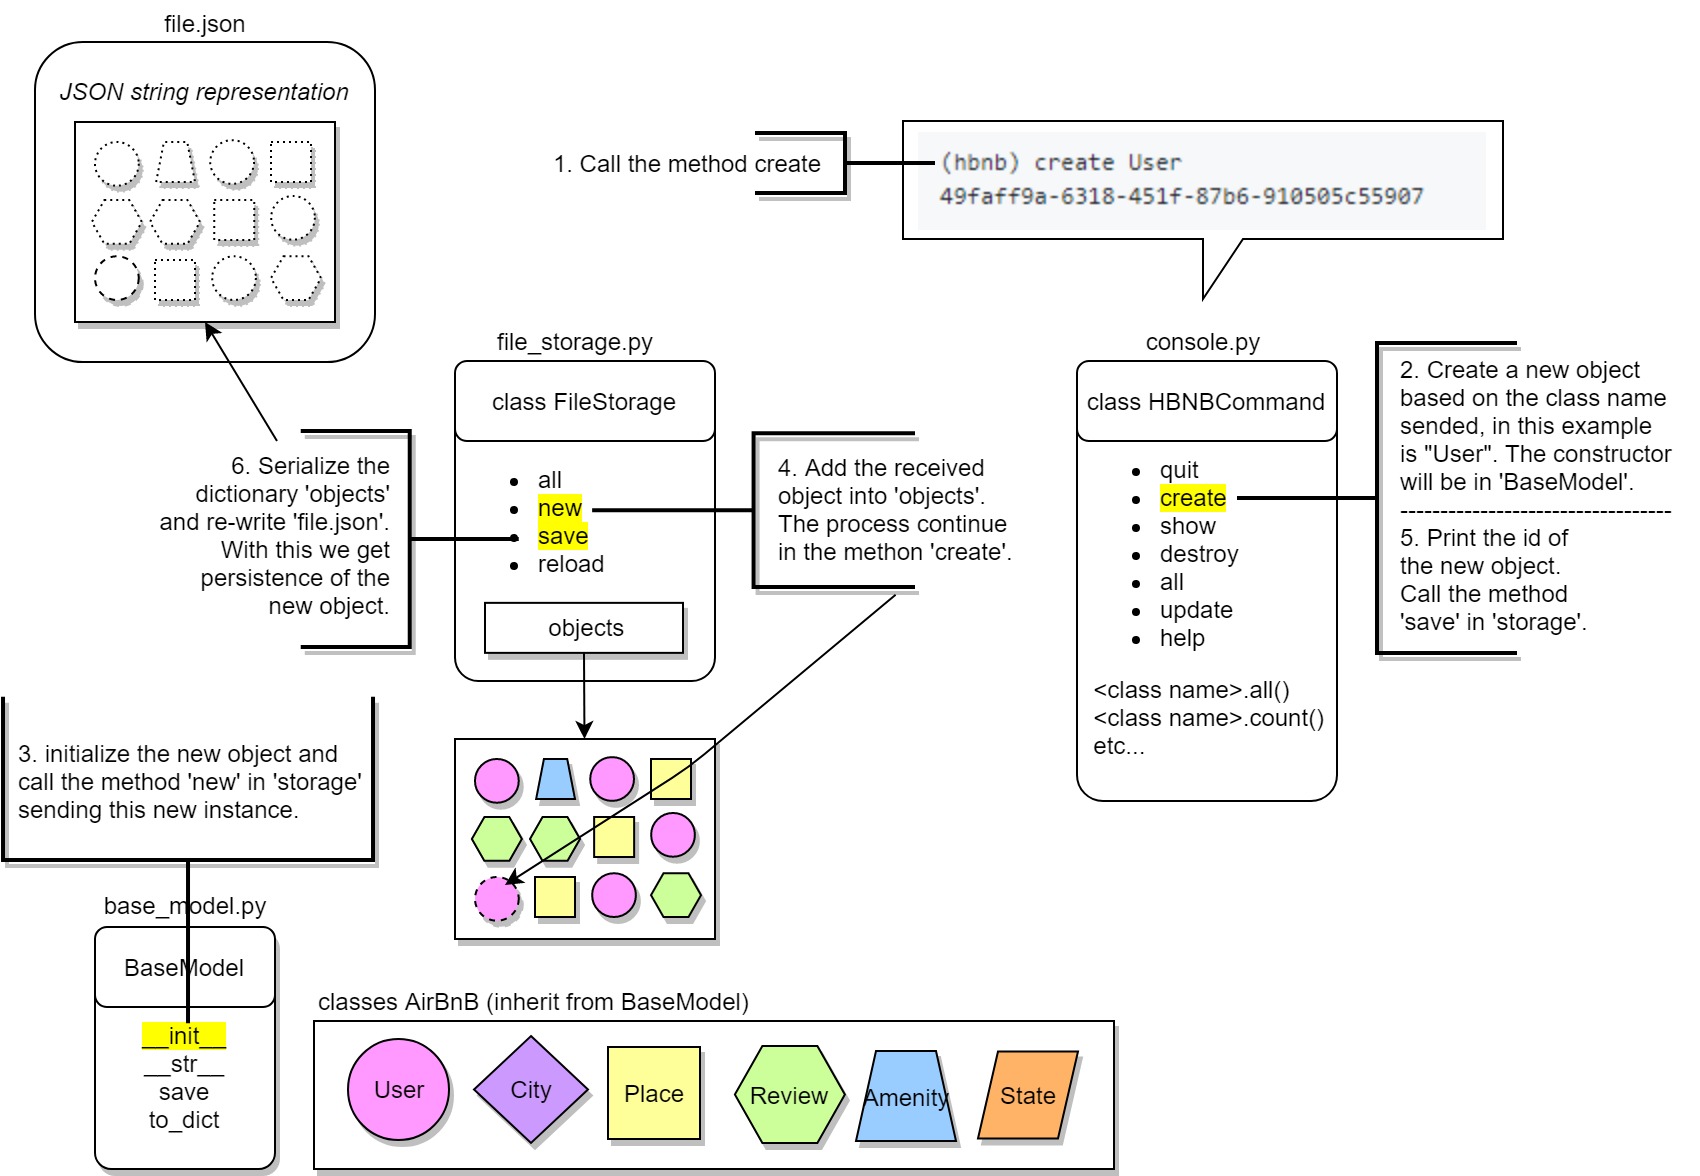 file.json
JSON string representation
1. Call the method create
(hbnb) create User
49faff9a-6318-451f-87b6-910505c55907
file_storage.py
class FileStorage
all
new
save
reload
objects
console.py
class HBNBCommand
quit
create
show
destroy
all
update
help
<class name>.all()
<class name>.count()
etc...
2. Create a new object
based on the class name
sended, in this example
is "User". The constructor
will be in 'BaseModel'.
----------------------------------
5. Print the id of
the new object.
Call the method
'save' in 'storage'.
4. Add the received
object into 'objects'.
The process continue
in the methon 'create'.
6. Serialize the
dictionary 'objects'
and re-write 'file.json'.
With this we get
persistence of the
new object.
3. initialize the new object and
call the method 'new' in 'storage'
sending this new instance.
base_model.py
BaseModel
__init__
__str__
save
to_dict
classes AirBnB (inherit from BaseModel)
User
City
Place
Review
Amenity
State